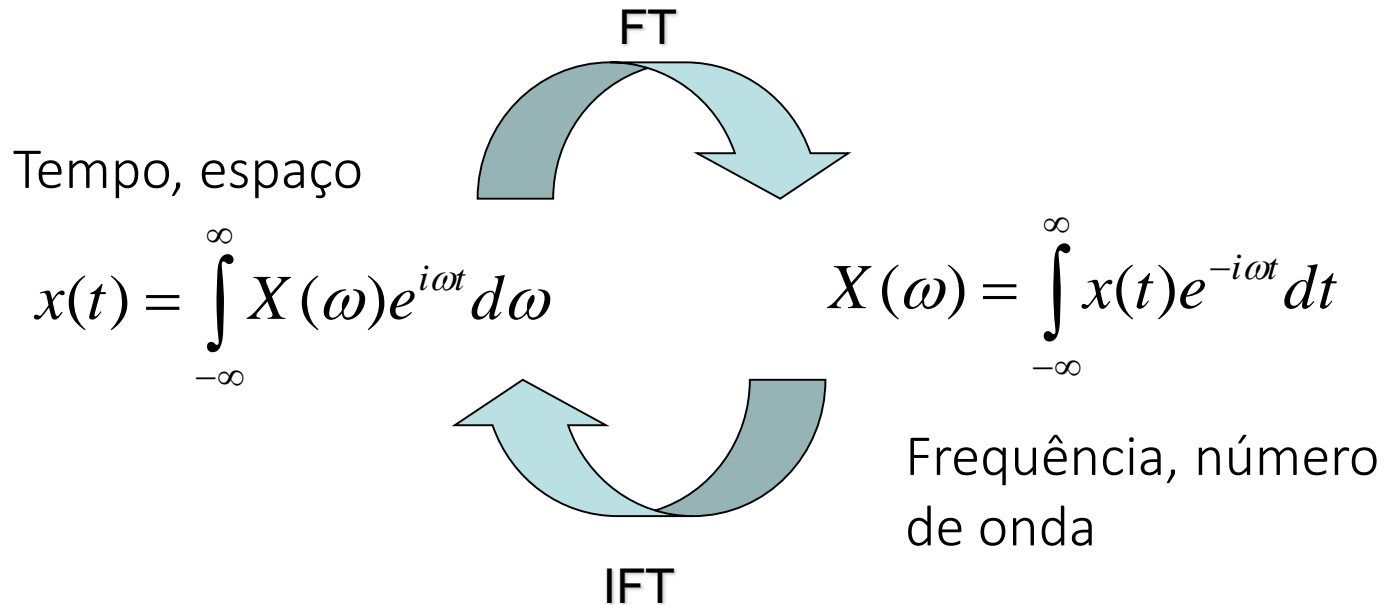 FT
Tempo, espaço
x(t) = ∫_{-∞}^{∞} X(ω)e^{iωt} dω
X(ω) = ∫_{-∞}^{∞} x(t)e^{-iωt} dt
Frequência, número
de onda
IFT